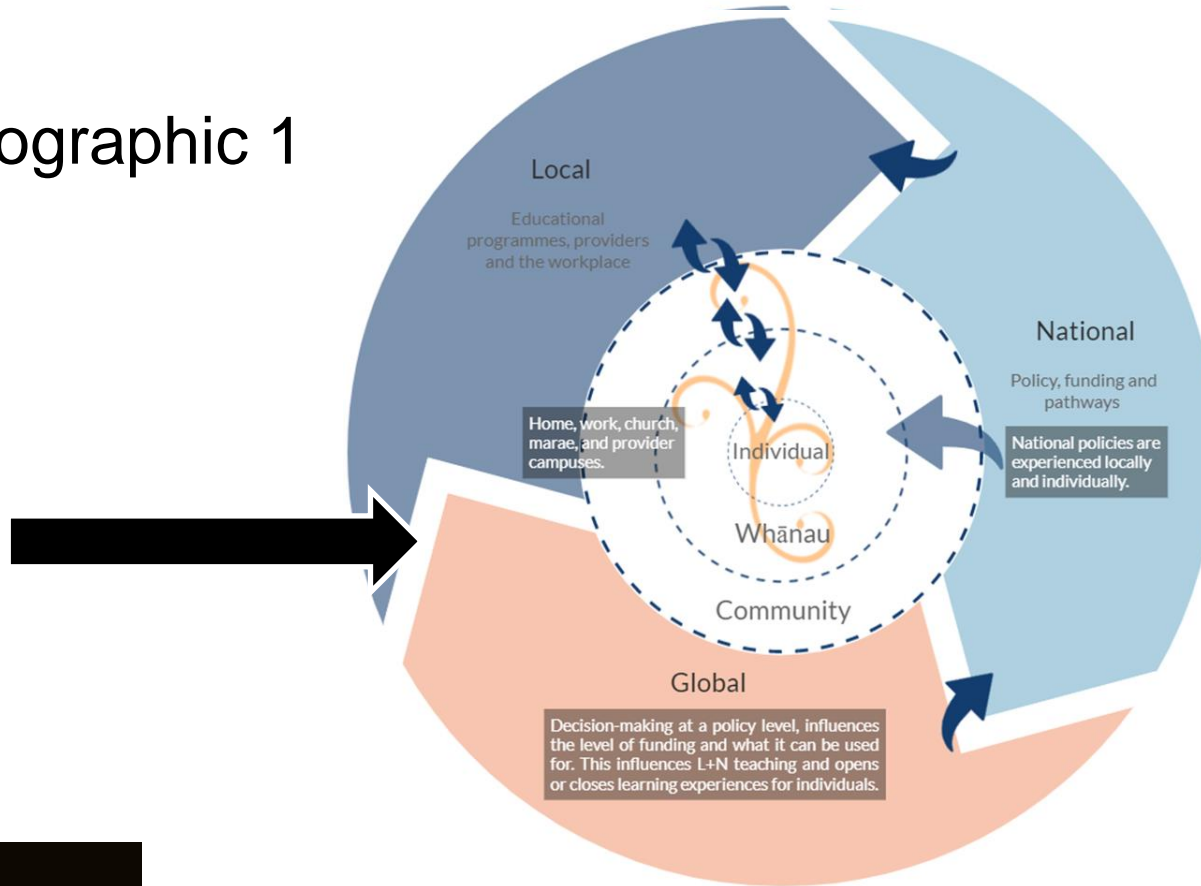 ographic 1
Local
Educational
programmes, providers
and the workplace
National
Policy, funding and
pathways
National policies are
experienced locally
and individually.
Home, work, church,
marae, and provider
campuses.
Individual
Whānau
Community
Global
Decision-making at a policy level, influences
the level of funding and what it can be used
for. This influences L+N teaching and opens
or closes learning experiences for individuals.